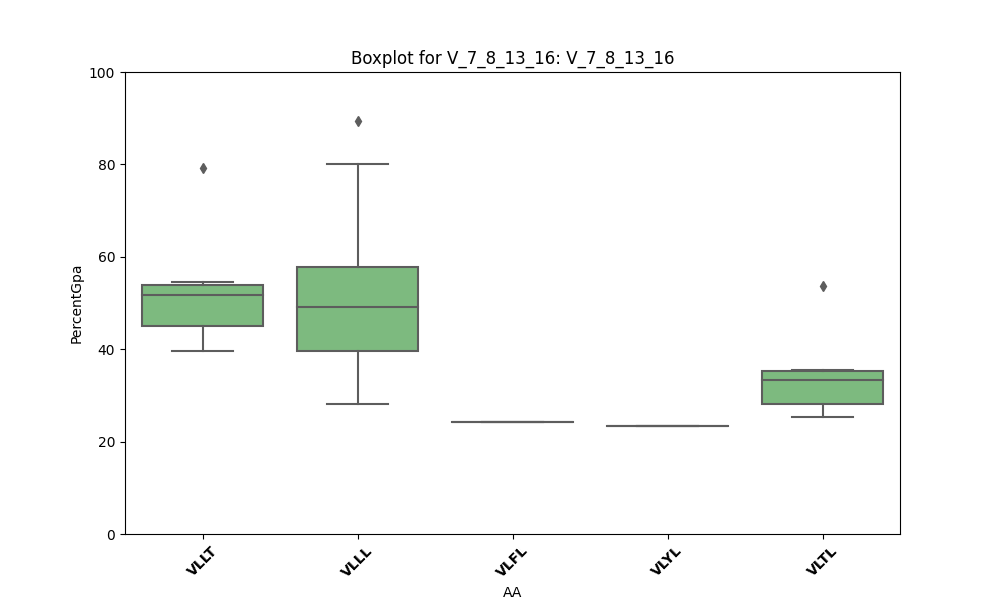 Boxplot for V_7_8_13_16: V_7_8_13_16
100
80
60
40
20
0
PercentGpa
VLLT
VLLL
VLFL
VLYL
VLTL
AA